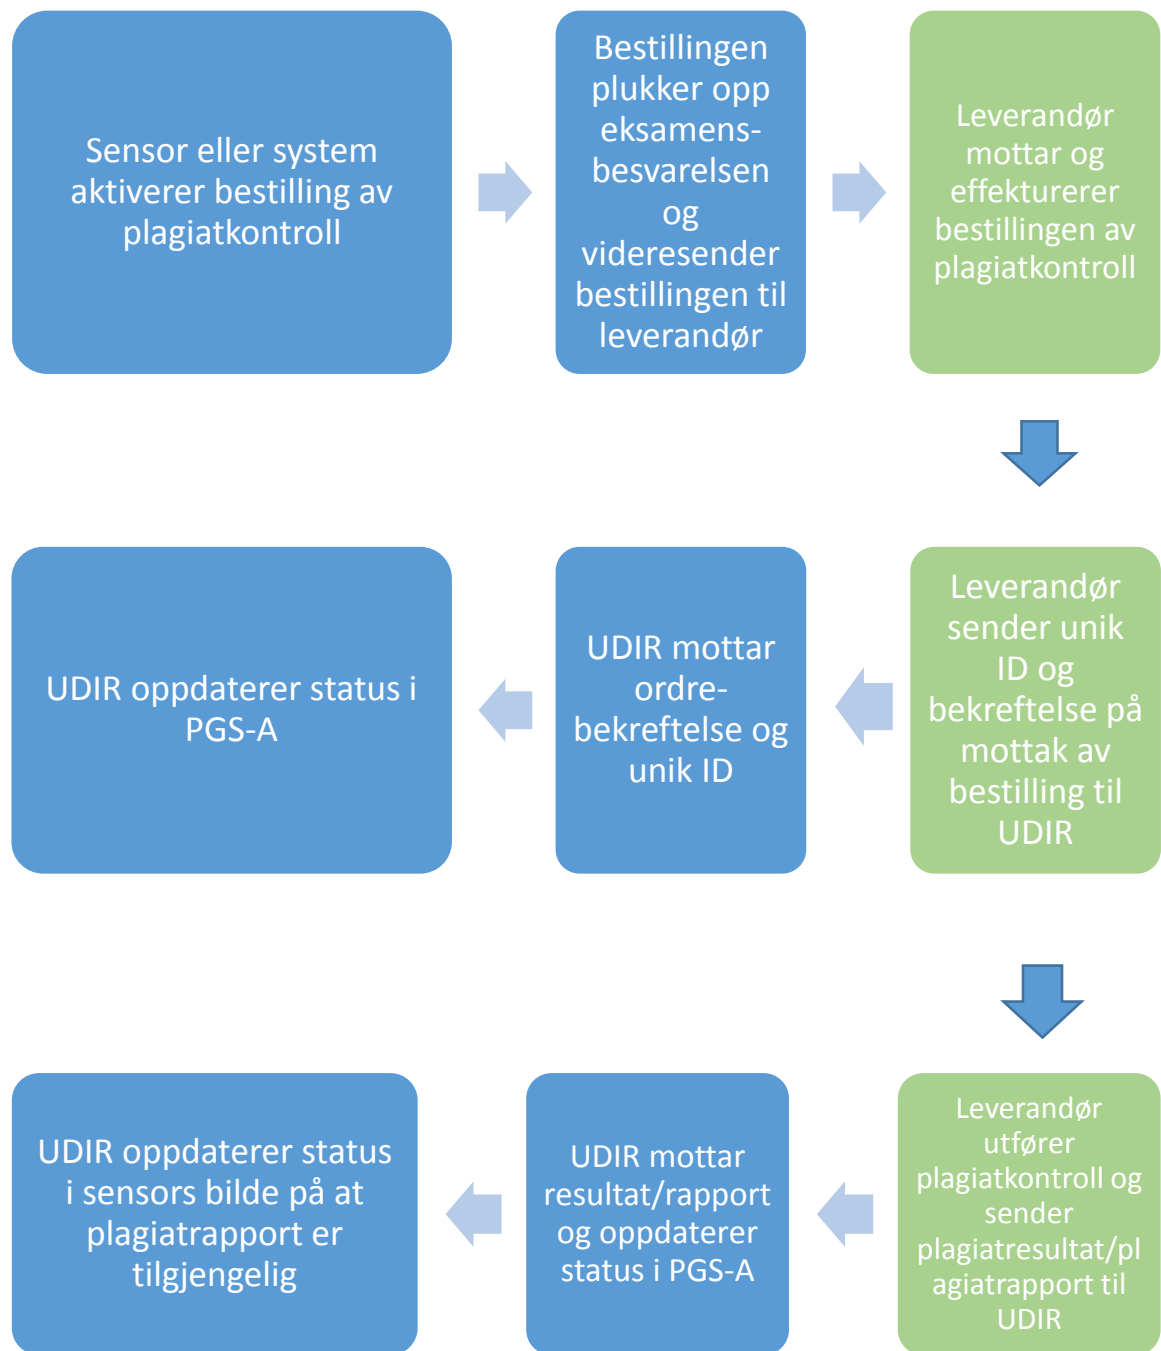 Sensor eller system
aktiverer bestilling av
plagiatkontroll
Bestillingen
plukker opp
eksamens-
besvarelsen
og
videresender
bestillingen til
leverandør
Leverandør
mottar og
effekturerer
bestillingen av
plagiatkontroll
Leverandør
sender unik
ID og
bekreftelse på
mottak av
bestilling til
UDIR
UDIR mottar
ordre-
bekreftelse og
unik ID
UDIR oppdaterer status i
PGS-A
Leverandør
utfører
plagiatkontroll og
sender
plagiatresultat/pl
agiatrapport til
UDIR
UDIR mottar
resultat/rapport
og oppdaterer
status i PGS-A
UDIR oppdaterer status
i sensors bilde på at
plagiatrapport er
tilgjengelig